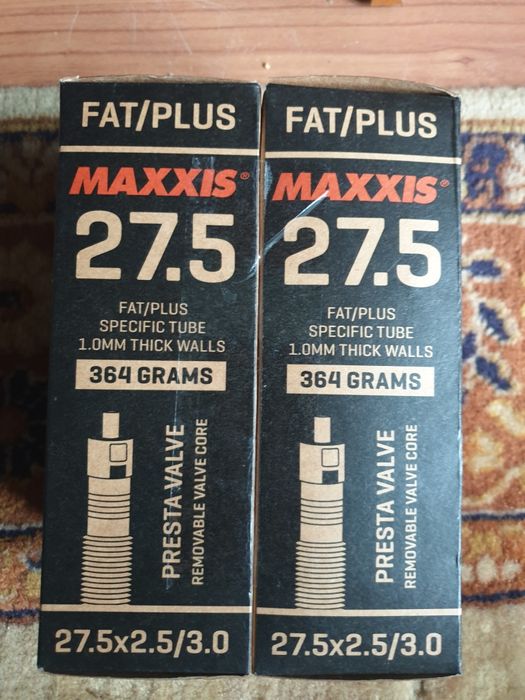 FAT/PLUS
MAXXIS®
27.5
FAT/PLUS
SPECIFIC TUBE
1.0MM THICK WALLS
364 GRAMS
PRESTA VALVE
REMOVABLE VALVE CORE
27.5x2.5/3.0
FAT/PLUS
MAXXIS®
27.5
FAT/PLUS
SPECIFIC TUBE
1.0MM THICK WALLS
364 GRAMS
PRESTA VALVE
REMOVABLE VALVE CORE
27.5x2.5/3.0